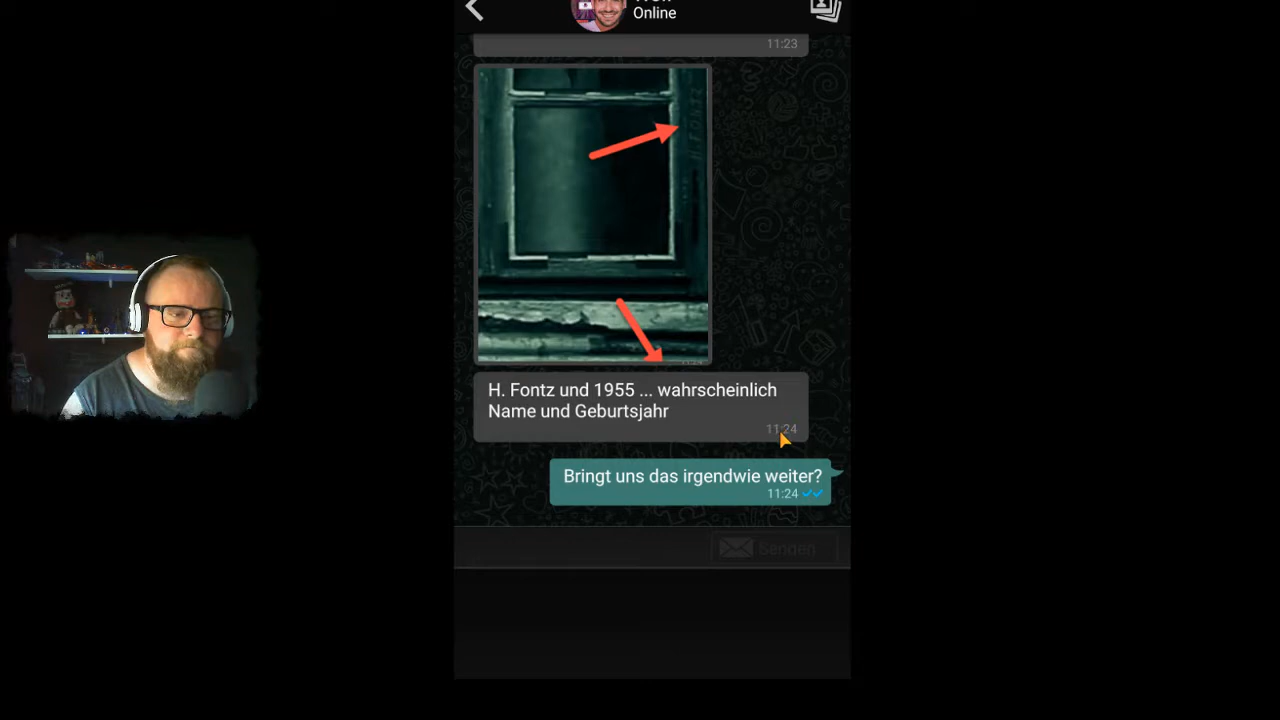 Online
11:23
H. FONTZ
H. Fontz und 1955 ... wahrscheinlich
Name und Geburtsjahr
11:24
Bringt uns das irgendwie weiter?
11:24
Senden